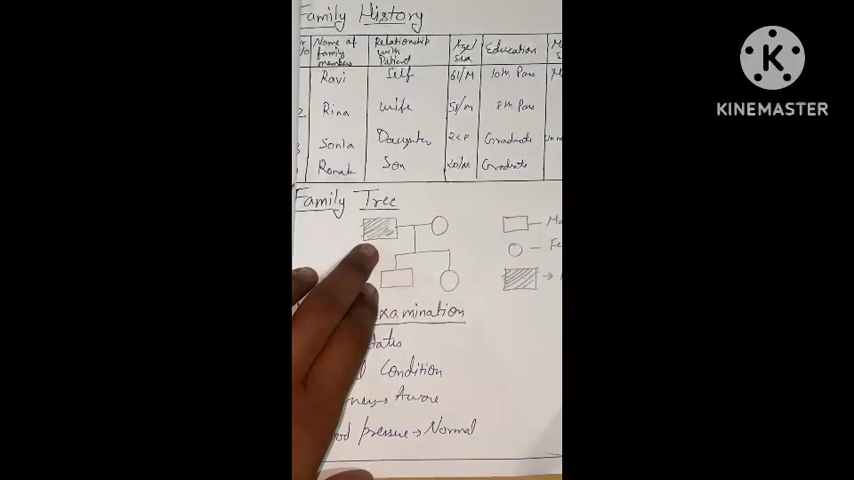 Family History
Name of family members
Relationship with Patient
Age/Sex
Education
Ravi Self 61/M 10th Pass
2. Rina Wife 8th Pass
Sonia Daughter Graduate
Ronak Son Graduate
Family Tree
xamination
Condition
Aware
pressure → Normal
KINEMASTER